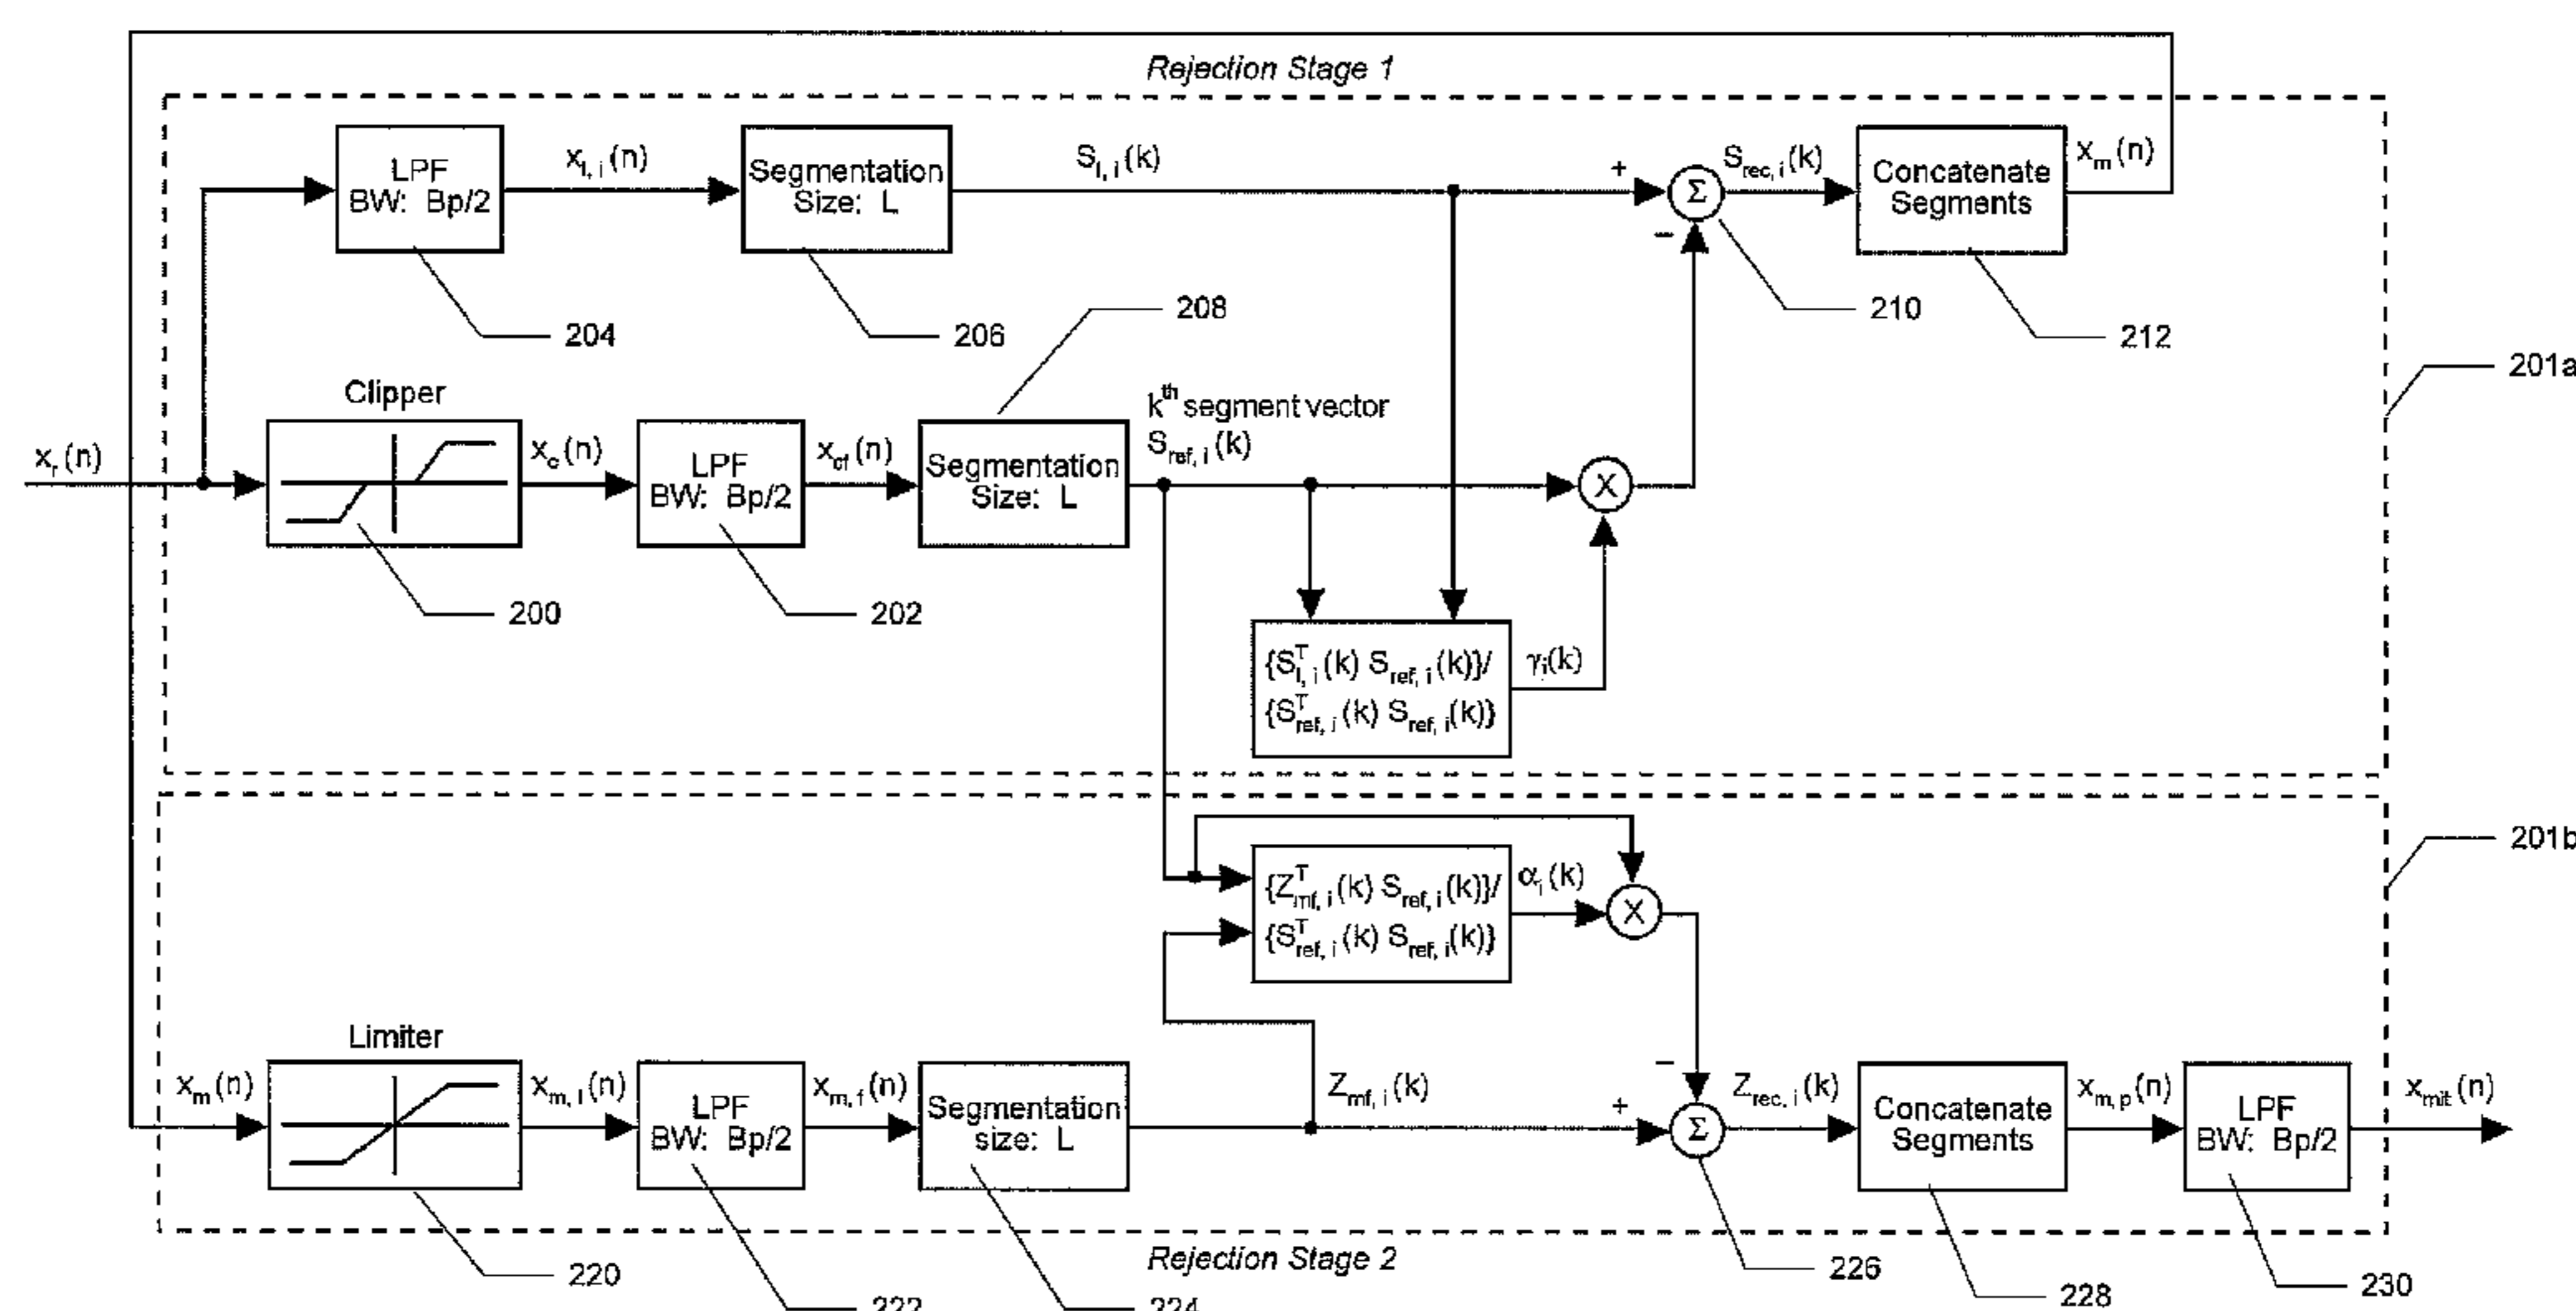 Rejection Stage 1
LPF
BW: Bp/2
x_{l, i}(n)
Segmentation
Size: L
S_{l, i}(k)
+
Σ
−
S_{rec, i}(k)
Concatenate
Segments
x_m(n)
204
206
208
210
212
201a
x_r(n)
Clipper
x_c(n)
LPF
BW: Bp/2
x_{cf}(n)
Segmentation
Size: L
k^{th} segment vector
S_{ref, i}(k)
X
200
202
{S^T_{l, i}(k) S_{ref, i}(k)}/
{S^T_{ref, i}(k) S_{ref, i}(k)}
γ_i(k)
201b
{Z^T_{mf, i}(k) S_{ref, i}(k)}/
{S^T_{ref, i}(k) S_{ref, i}(k)}
α_i(k)
X
x_m(n)
Limiter
x_{m, l}(n)
LPF
BW: Bp/2
x_{m, f}(n)
Segmentation
size: L
Z_{mf, i}(k)
+
−
Σ
Z_{rec, i}(k)
Concatenate
Segments
x_{m, p}(n)
LPF
BW: Bp/2
x_{mit}(n)
Rejection Stage 2
220
222
224
226
228
230